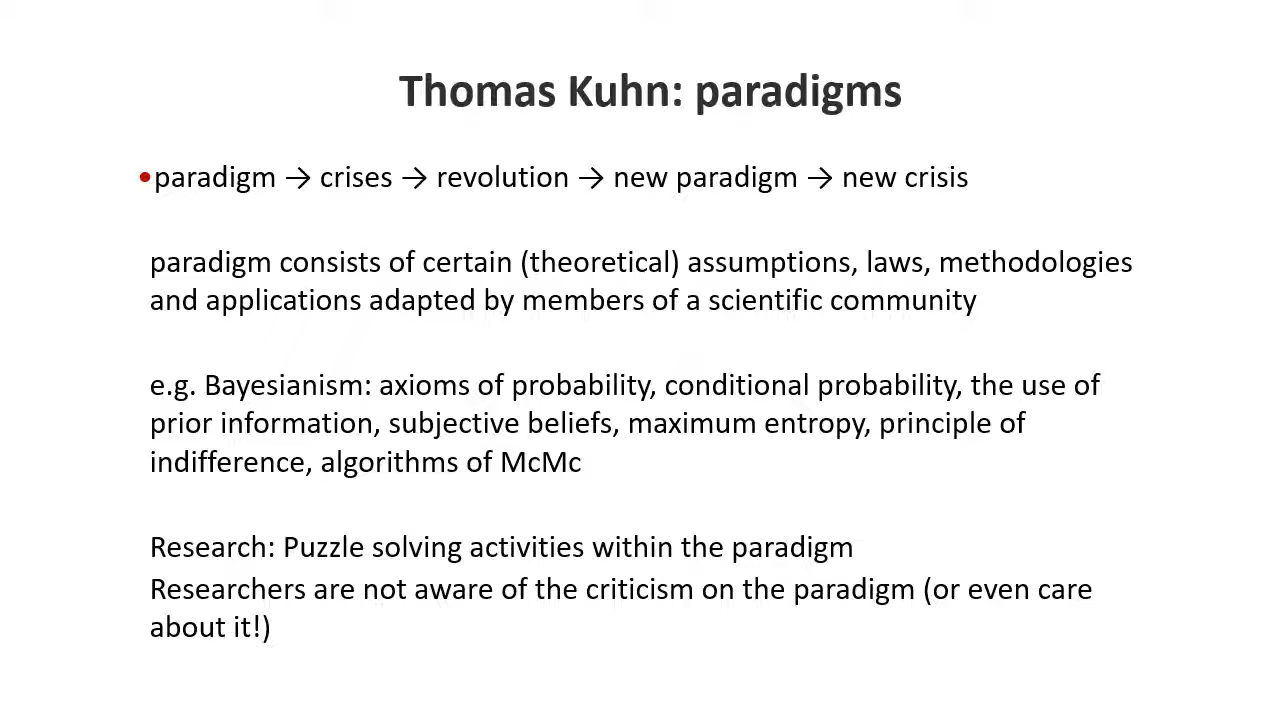 Thomas Kuhn: paradigms
•paradigm → crises → revolution → new paradigm → new crisis
paradigm consists of certain (theoretical) assumptions, laws, methodologies
and applications adapted by members of a scientific community
e.g. Bayesianism: axioms of probability, conditional probability, the use of
prior information, subjective beliefs, maximum entropy, principle of
indifference, algorithms of McMc
Research: Puzzle solving activities within the paradigm
Researchers are not aware of the criticism on the paradigm (or even care
about it!)